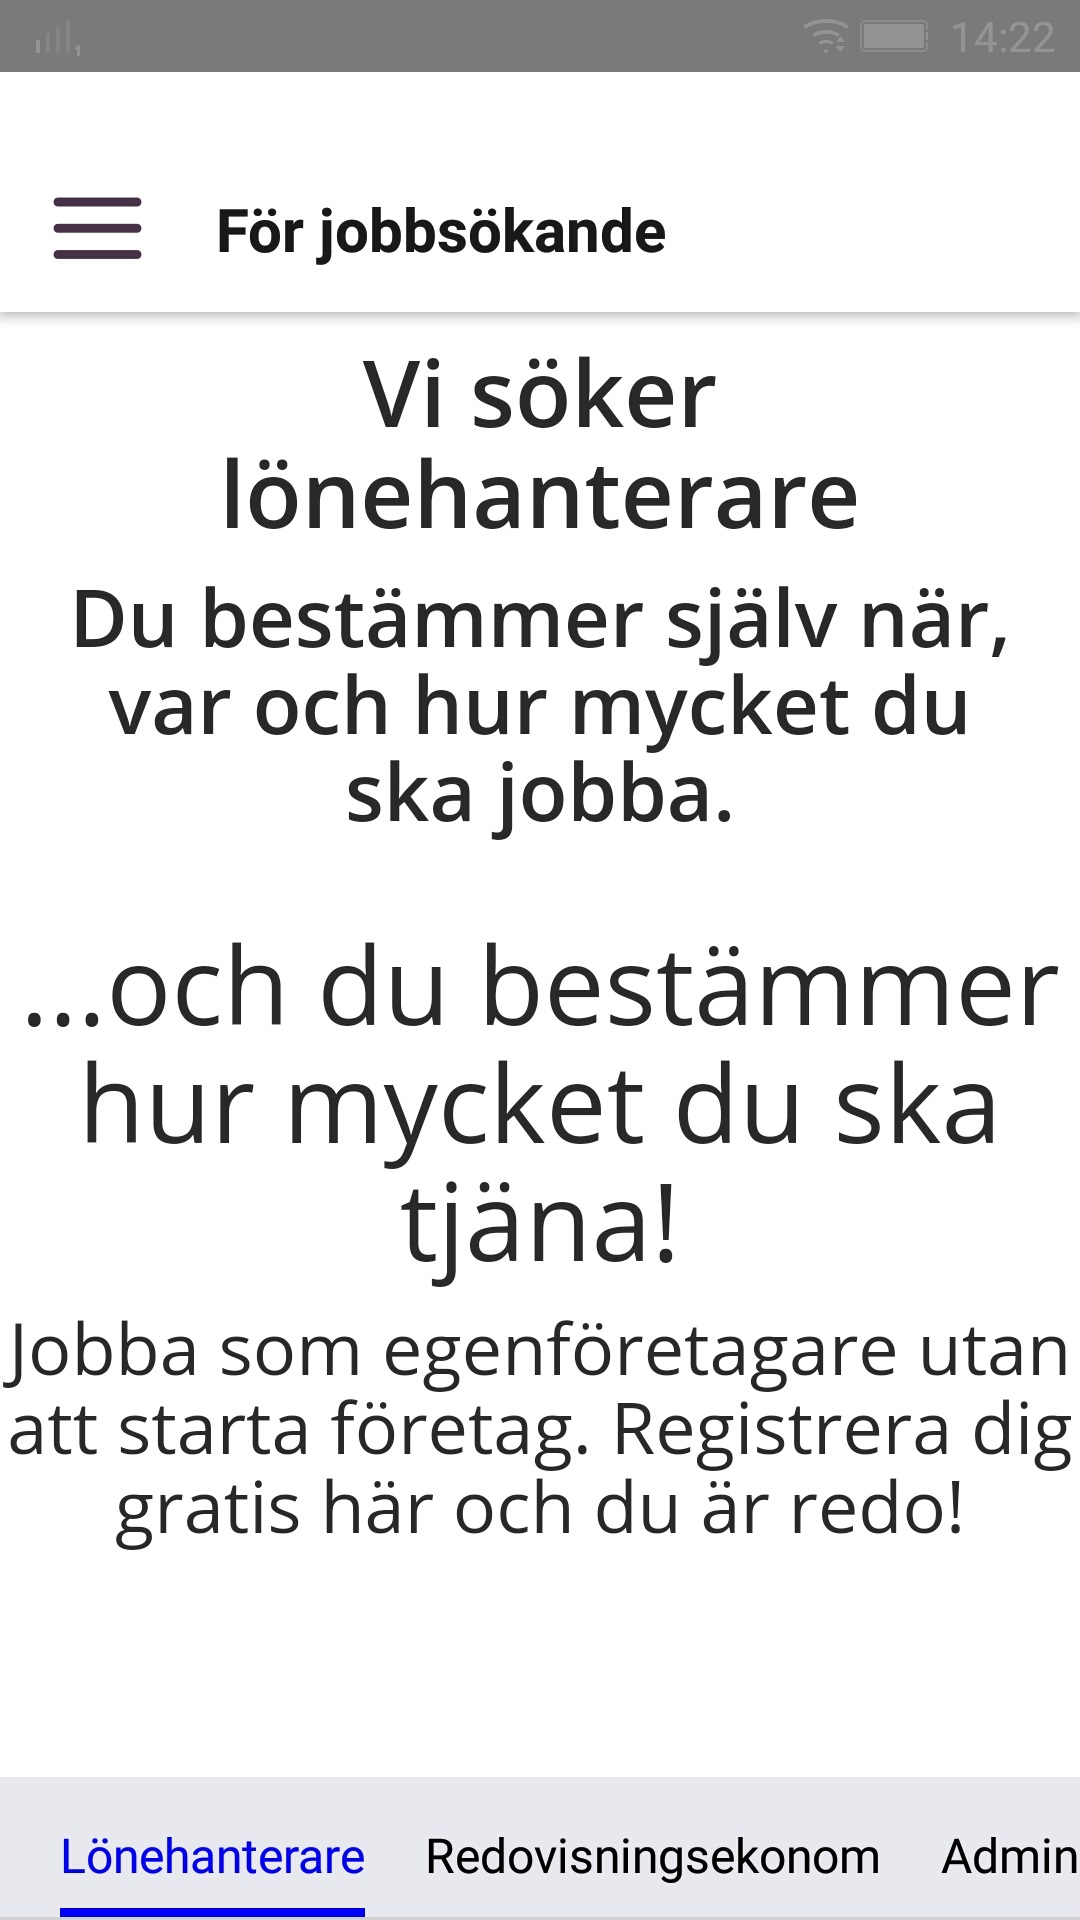 14:22
För jobbsökande
Vi söker
lönehanterare
Du bestämmer själv när,
var och hur mycket du
ska jobba.
...och du bestämmer
hur mycket du ska
tjäna!
Jobba som egenföretagare utan
att starta företag. Registrera dig
gratis här och du är redo!
Lönehanterare Redovisningsekonom Admin